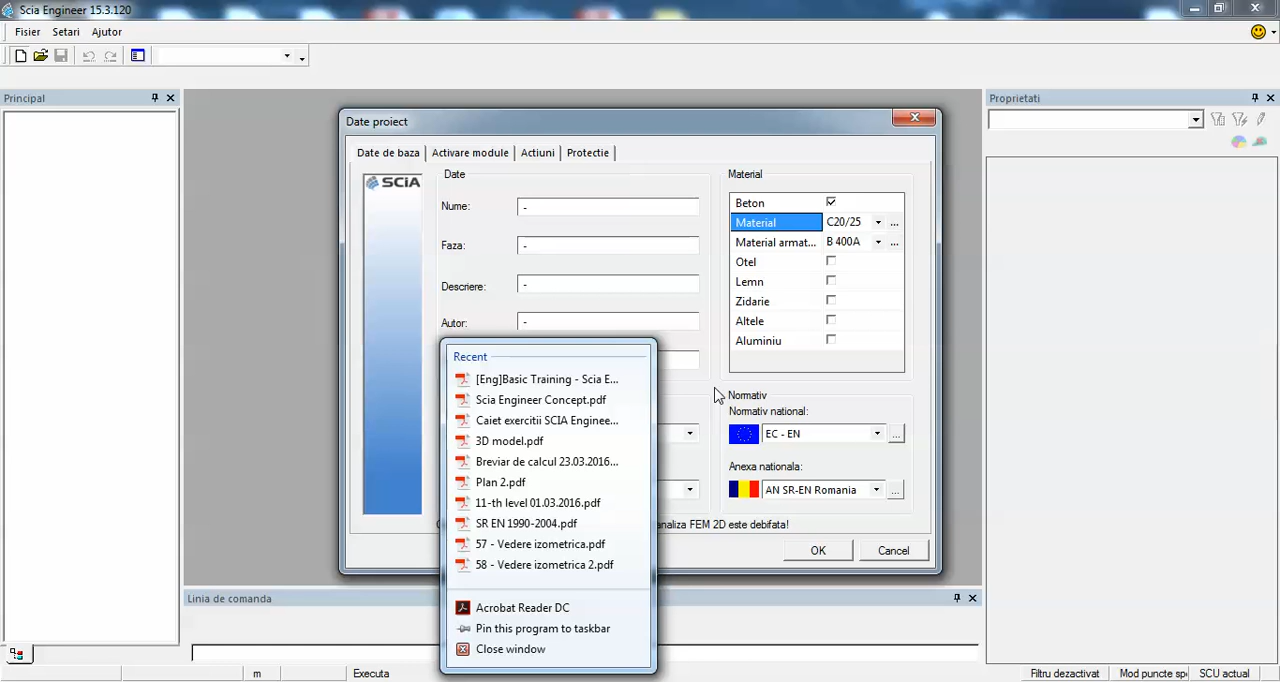 Scia Engineer 15.3.120
Fisier Setari Ajutor
Principal
Proprietati
Date proiect
Date de baza Activare module Actiuni Protectie
SCiA
Date
Nume: -
Faza: -
Descriere: -
Autor: -
Material
Beton
Material C20/25 ...
Material armat... B 400A ...
Otel
Lemn
Zidarie
Altele
Aluminiu
Recent
[Eng]Basic Training - Scia E...
Scia Engineer Concept.pdf
Caiet exercitii SCIA Enginee...
3D model.pdf
Breviar de calcul 23.03.2016...
Plan 2.pdf
11-th level 01.03.2016.pdf
SR EN 1990-2004.pdf
57 - Vedere izometrica.pdf
58 - Vedere izometrica 2.pdf
Acrobat Reader DC
Pin this program to taskbar
Close window
Normativ
Normativ national:
EC - EN ...
Anexa nationala:
AN SR-EN Romania ...
analiza FEM 2D este debifata!
OK Cancel
Linia de comanda
m Executa Filtru dezactivat Mod puncte sp SCU actual